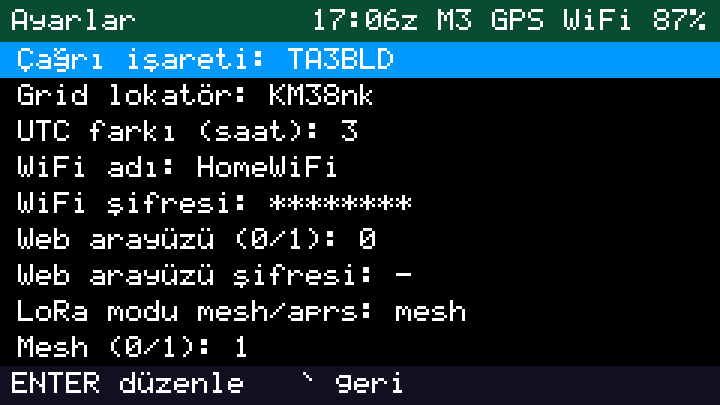 Ayarlar 17:06z M3 GPS WiFi 87%
Çağrı işareti: TA3BLD
Grid lokatör: KM38nk
UTC farkı (saat): 3
WiFi adı: HomeWiFi
WiFi şifresi: ********
Web arayüzü (0/1): 0
Web arayüzü şifresi: -
LoRa modu mesh/aprs: mesh
Mesh (0/1): 1
ENTER düzenle ` geri